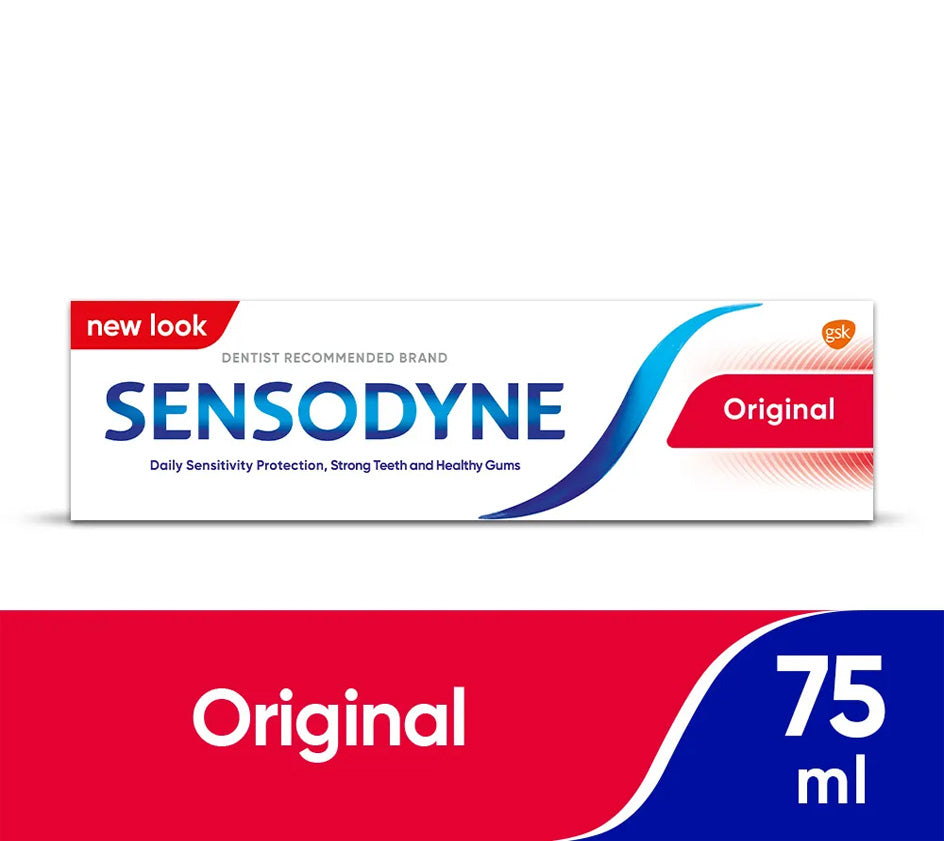 new look
DENTIST RECOMMENDED BRAND
SENSODYNE
Daily Sensitivity Protection, Strong Teeth and Healthy Gums
gsk
Original
Original
75
ml